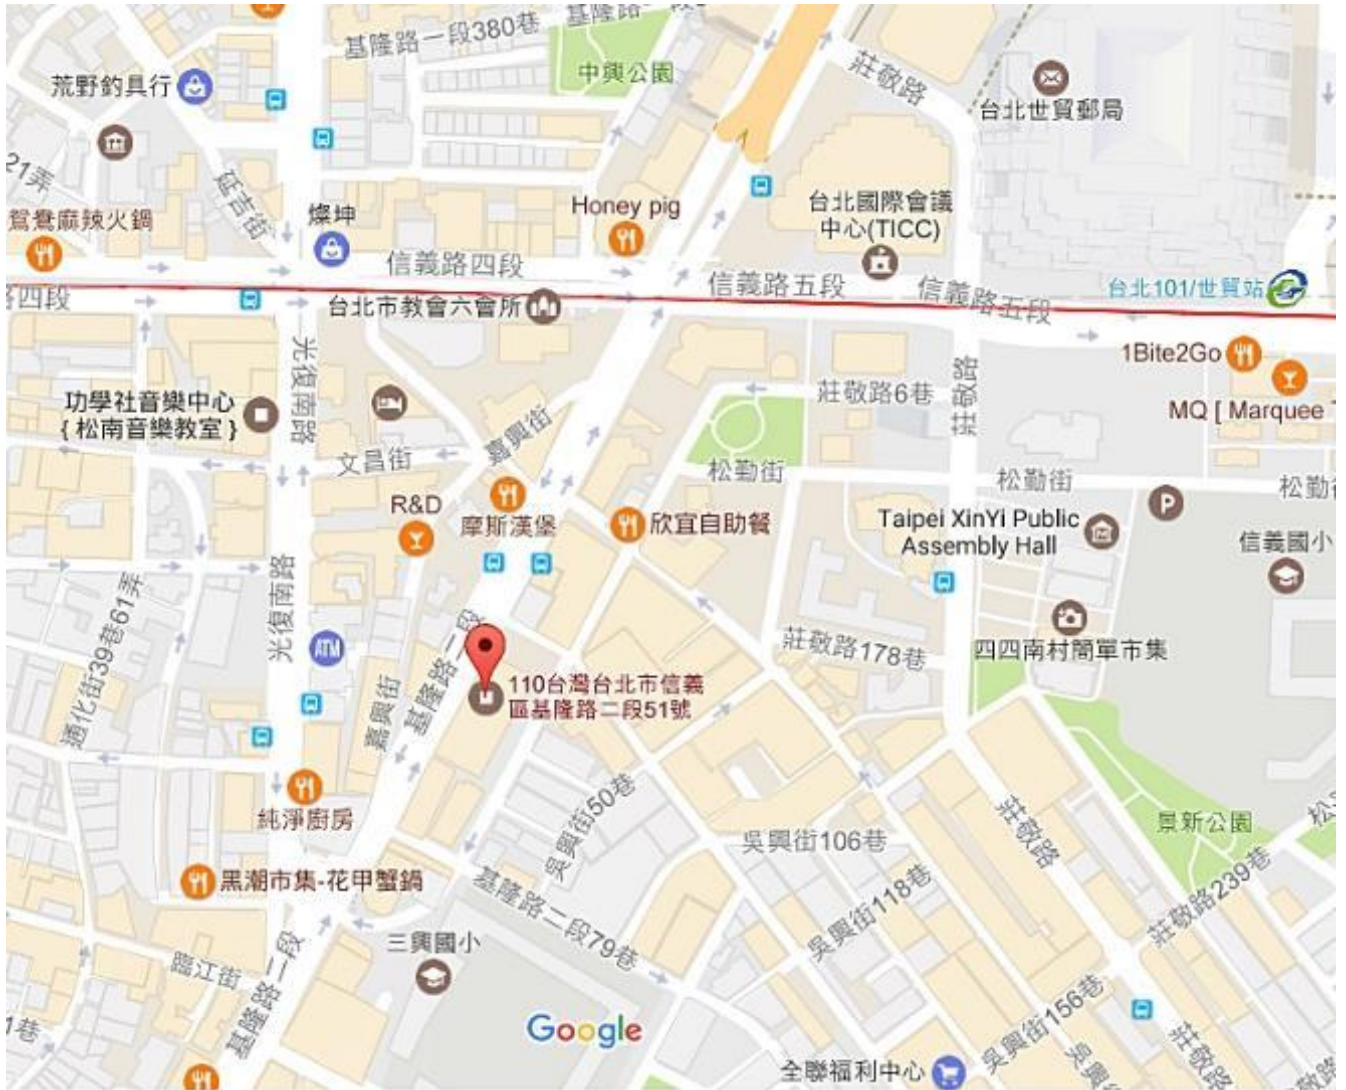 基隆路一段380巷
中興公園
莊敬路
荒野釣具行
台北世貿郵局
21弄
延吉街
鴛鴦麻辣火鍋
燦坤
Honey pig
台北國際會議
中心(TICC)
信義路四段
信義路五段
信義路五段
台北101/世貿站
路四段
台北市教會六會所
1Bite2Go
光復南路
莊敬路
莊敬路6巷
功學社音樂中心
{ 松南音樂教室 }
MQ [ Marquee
嘉興街
文昌街
松勤街
松勤街
松勤街
R&D
摩斯漢堡
欣宜自助餐
Taipei XinYi Public
Assembly Hall
P
信義國小
光復南路
通化街39巷61弄
ATM
基隆路二段
莊敬路178巷
四四南村簡單市集
110台灣台北市信義
區基隆路二段51號
嘉興街
純淨廚房
吳興街50巷
吳興街106巷
莊敬路
景新公園
黑潮市集-花甲蟹鍋
基隆路二段79巷
吳興街118巷
莊敬路239巷
三興國小
臨江街
基隆路二段
Google
吳興街156巷
莊敬路
全聯福利中心